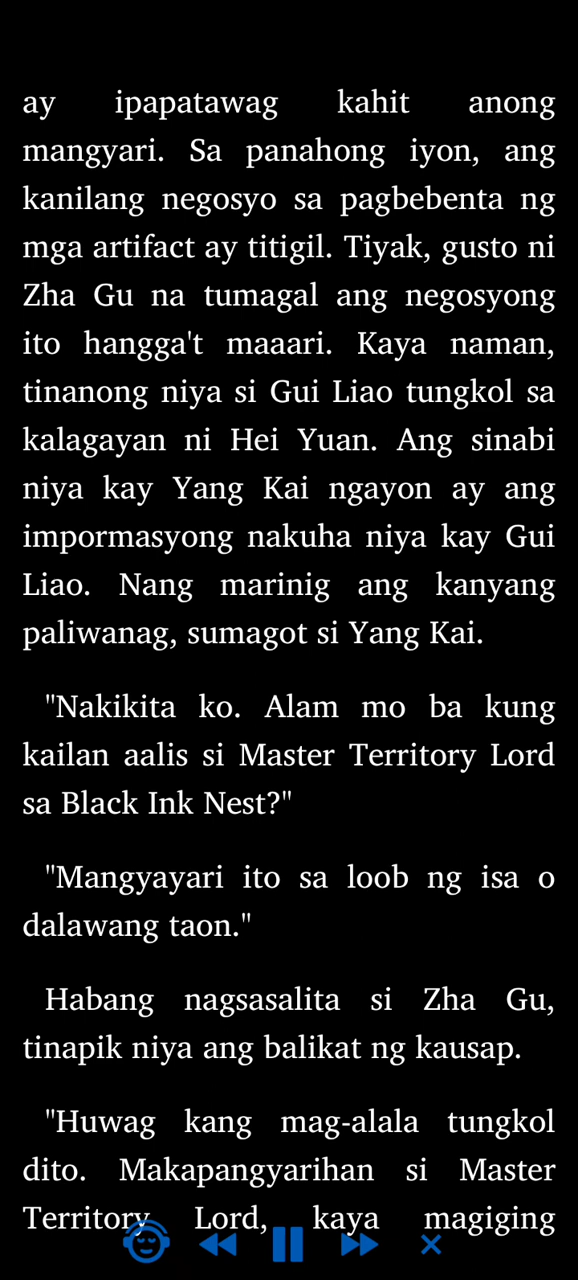 ay ipapatawag kahit anong
mangyari. Sa panahong iyon, ang
kanilang negosyo sa pagbebenta ng
mga artifact ay titigil. Tiyak, gusto ni
Zha Gu na tumagal ang negosyong
ito hangga't maaari. Kaya naman,
tinanong niya si Gui Liao tungkol sa
kalagayan ni Hei Yuan. Ang sinabi
niya kay Yang Kai ngayon ay ang
impormasyong nakuha niya kay Gui
Liao. Nang marinig ang kanyang
paliwanag, sumagot si Yang Kai.
"Nakikita ko. Alam mo ba kung
kailan aalis si Master Territory Lord
sa Black Ink Nest?"
"Mangyayari ito sa loob ng isa o
dalawang taon."
Habang nagsasalita si Zha Gu,
tinapik niya ang balikat ng kausap.
"Huwag kang mag-alala tungkol
dito. Makapangyarihan si Master
Territory Lord, kaya magiging